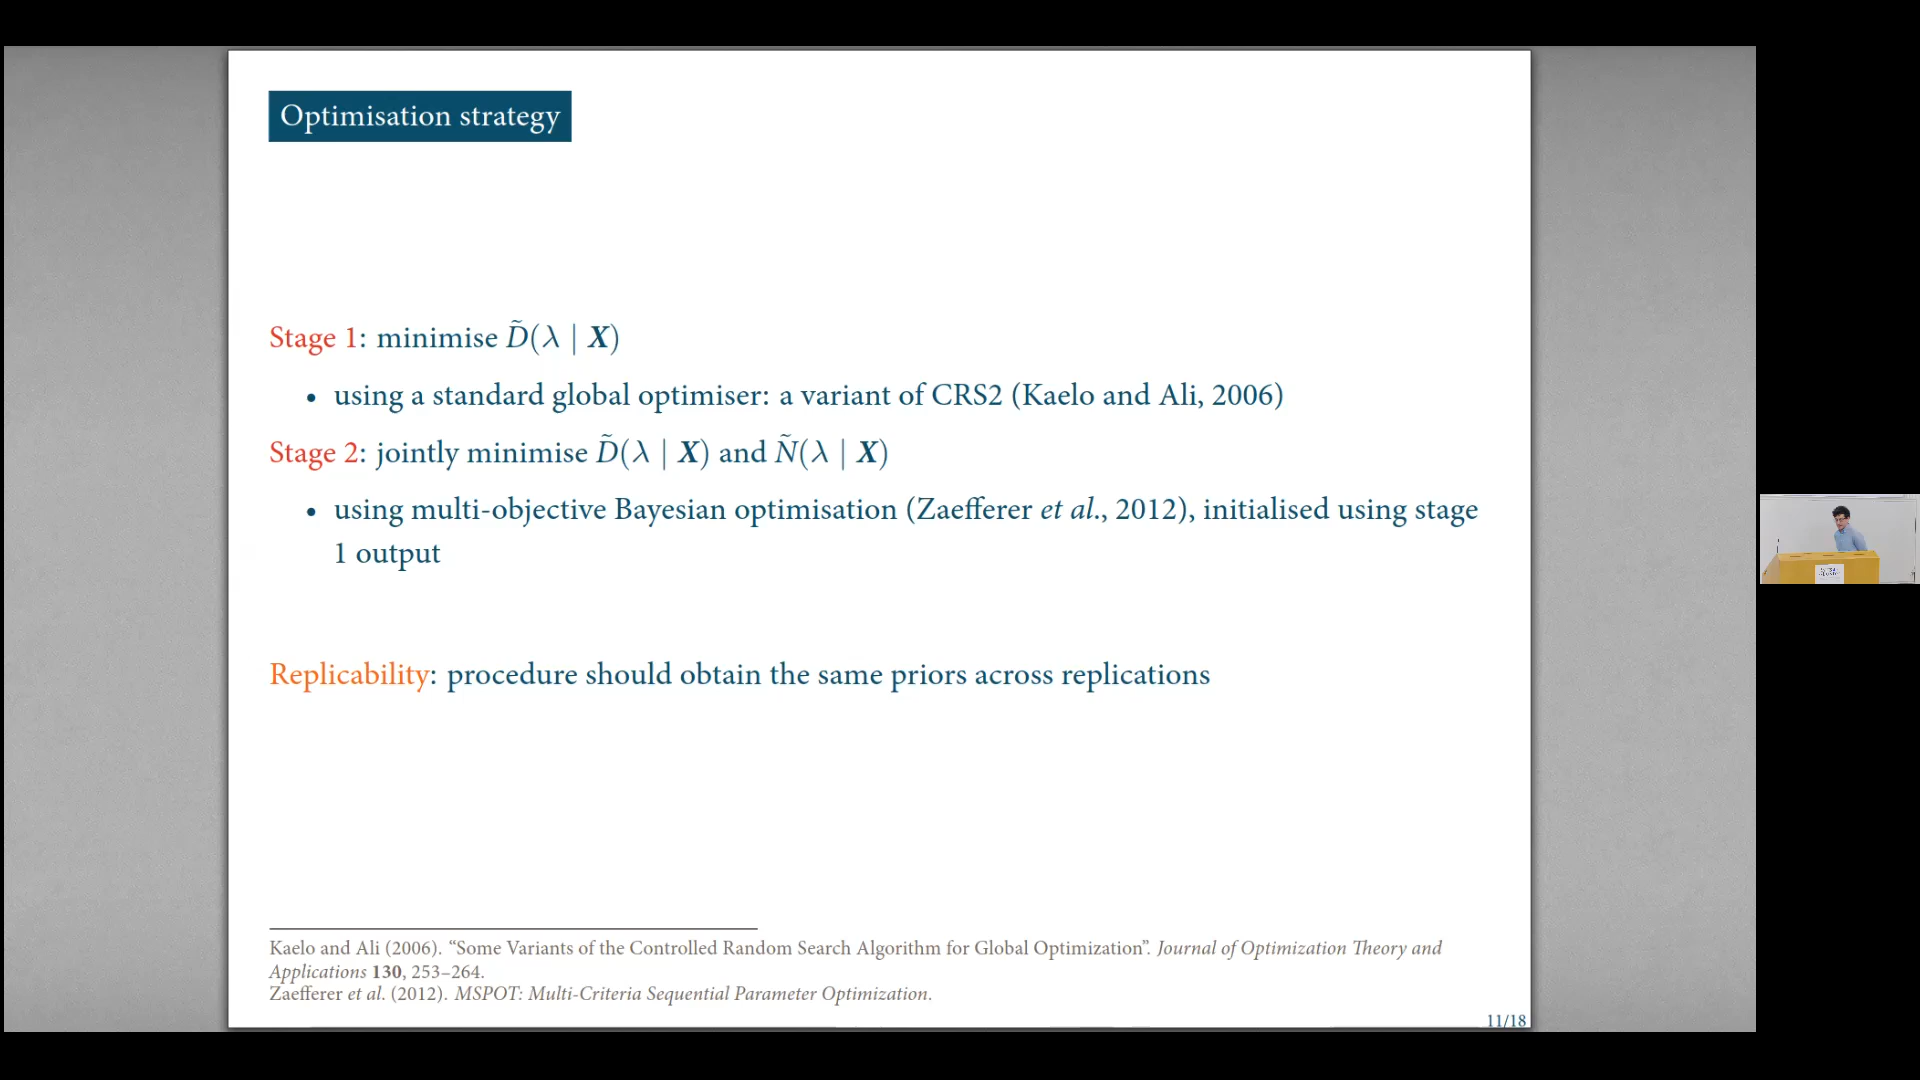 Optimisation strategy
Stage 1: minimise D̃(λ | X)
• using a standard global optimiser: a variant of CRS2 (Kaelo and Ali, 2006)
Stage 2: jointly minimise D̃(λ | X) and Ñ(λ | X)
• using multi-objective Bayesian optimisation (Zaefferer et al., 2012), initialised using stage
1 output
Replicability: procedure should obtain the same priors across replications
Kaelo and Ali (2006). “Some Variants of the Controlled Random Search Algorithm for Global Optimization”. Journal of Optimization Theory and
Applications 130, 253–264.
Zaefferer et al. (2012). MSPOT: Multi-Criteria Sequential Parameter Optimization.
11/18